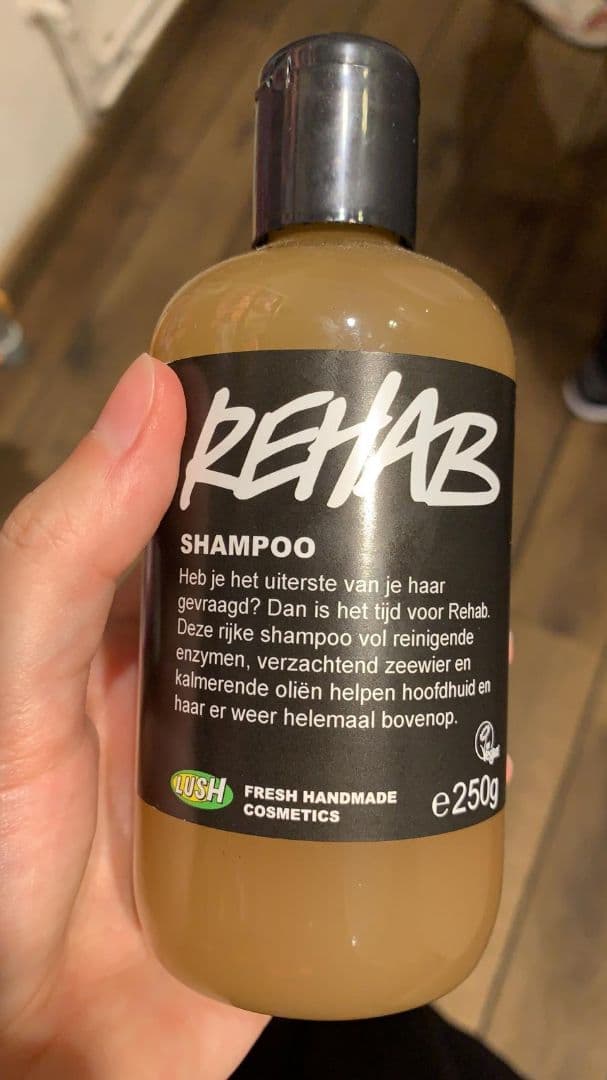 REHAB
SHAMPOO
Heb je het uiterste van je haar
gevraagd? Dan is het tijd voor Rehab.
Deze rijke shampoo vol reinigende
enzymen, verzachtend zeewier en
kalmerende oliën helpen hoofdhuid en
haar er weer helemaal bovenop.
Vegan
LUSH
FRESH HANDMADE
COSMETICS
e250g